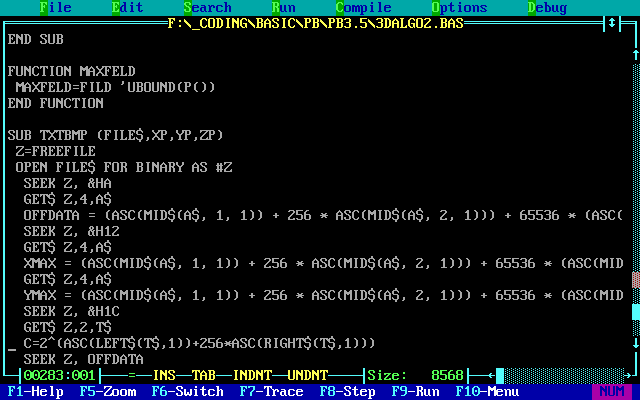 File Edit Search Run Compile Options Debug
F:\_CODING\BASIC\PB\PB3.5\3DALGO2.BAS
END SUB
FUNCTION MAXFELD
MAXFELD=FILD 'UBOUND(P())
END FUNCTION
SUB TXTBMP (FILE$,XP,YP,ZP)
Z=FREEFILE
OPEN FILE$ FOR BINARY AS #Z
SEEK Z, &HA
GET$ Z,4,A$
OFFDATA = (ASC(MID$(A$, 1, 1)) + 256 * ASC(MID$(A$, 2, 1))) + 65536 * (ASC(
SEEK Z, &H12
GET$ Z,4,A$
XMAX = (ASC(MID$(A$, 1, 1)) + 256 * ASC(MID$(A$, 2, 1))) + 65536 * (ASC(MID
GET$ Z,4,A$
YMAX = (ASC(MID$(A$, 1, 1)) + 256 * ASC(MID$(A$, 2, 1))) + 65536 * (ASC(MID
SEEK Z, &H1C
GET$ Z,2,T$
C=2^(ASC(LEFT$(T$,1))+256*ASC(RIGHT$(T$,1)))
SEEK Z, OFFDATA
00283:001 INS TAB INDNT UNDNT Size: 8568
F1-Help F5-Zoom F6-Switch F7-Trace F8-Step F9-Run F10-Menu NUM